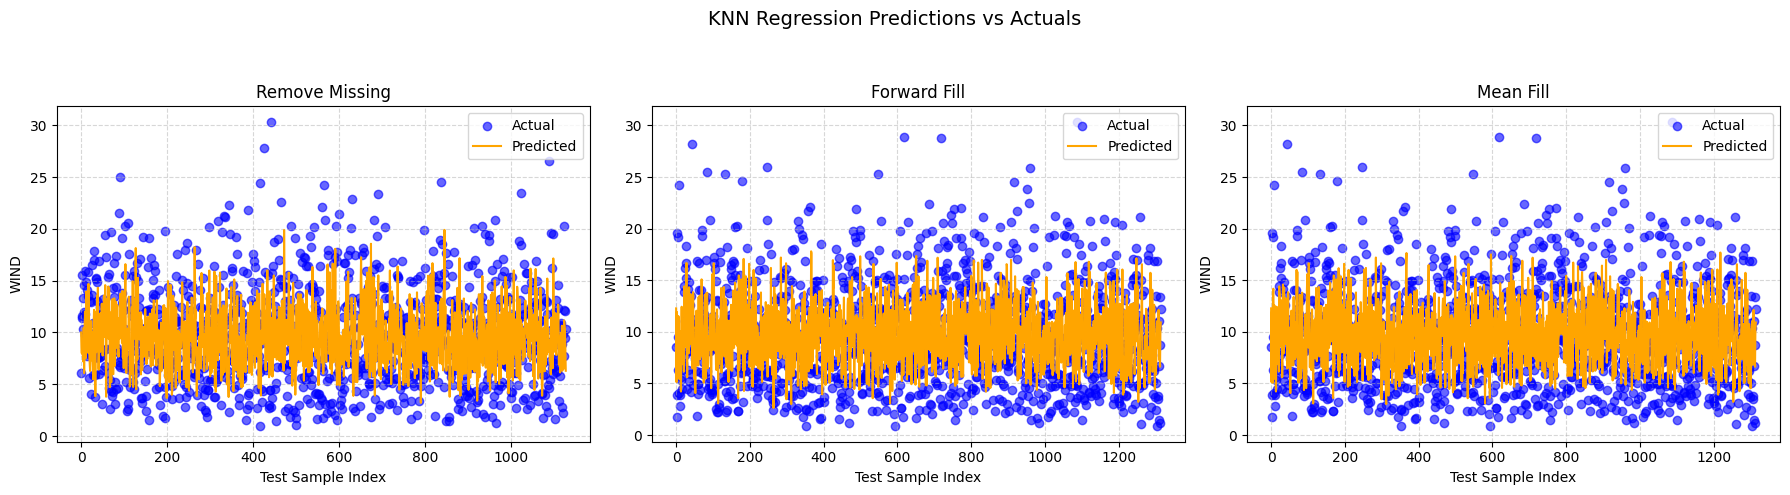 KNN Regression Predictions vs Actuals
Remove Missing
WIND
30
25
20
15
10
5
0
Actual
Predicted
0 200 400 600 800 1000
Test Sample Index
Forward Fill
WIND
30
25
20
15
10
5
0
Actual
Predicted
0 200 400 600 800 1000 1200
Test Sample Index
Mean Fill
WIND
30
25
20
15
10
5
0
Actual
Predicted
0 200 400 600 800 1000 1200
Test Sample Index